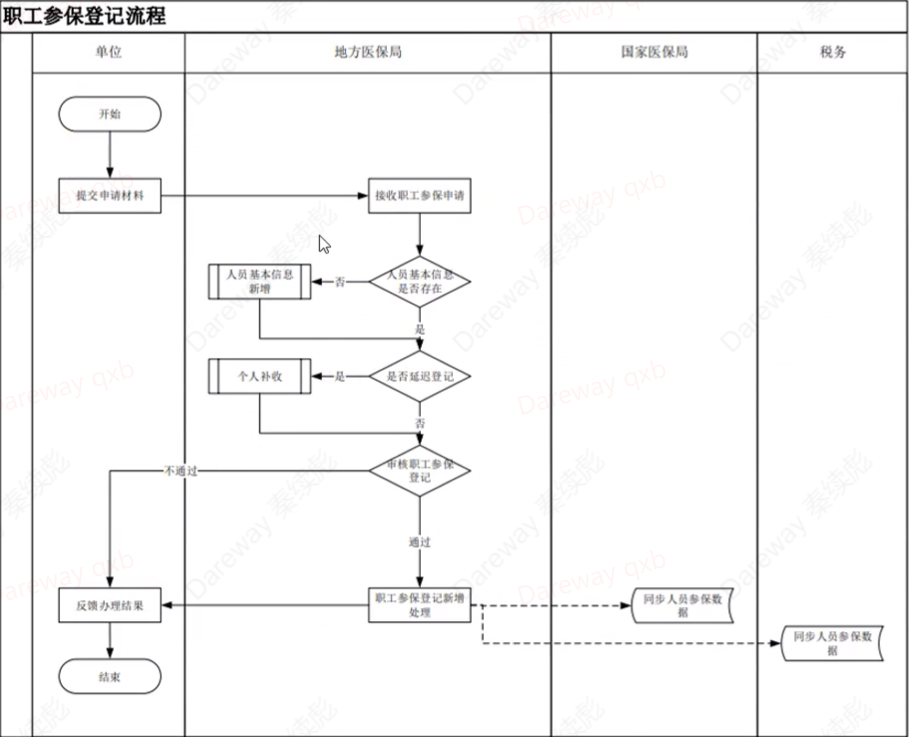 职工参保登记流程
单位
地方医保局
国家医保局
税务
开始
提交申请材料
接收职工参保申请
人员基本信息
是否存在
否
人员基本信息
新增
是
是否延迟登记
是
个人补收
否
审核职工参保
登记
不通过
通过
反馈办理结果
职工参保登记新增
处理
同步人员参保数
据
同步人员参保数
据
结束
Dareway qxb
Dareway 秦续彪